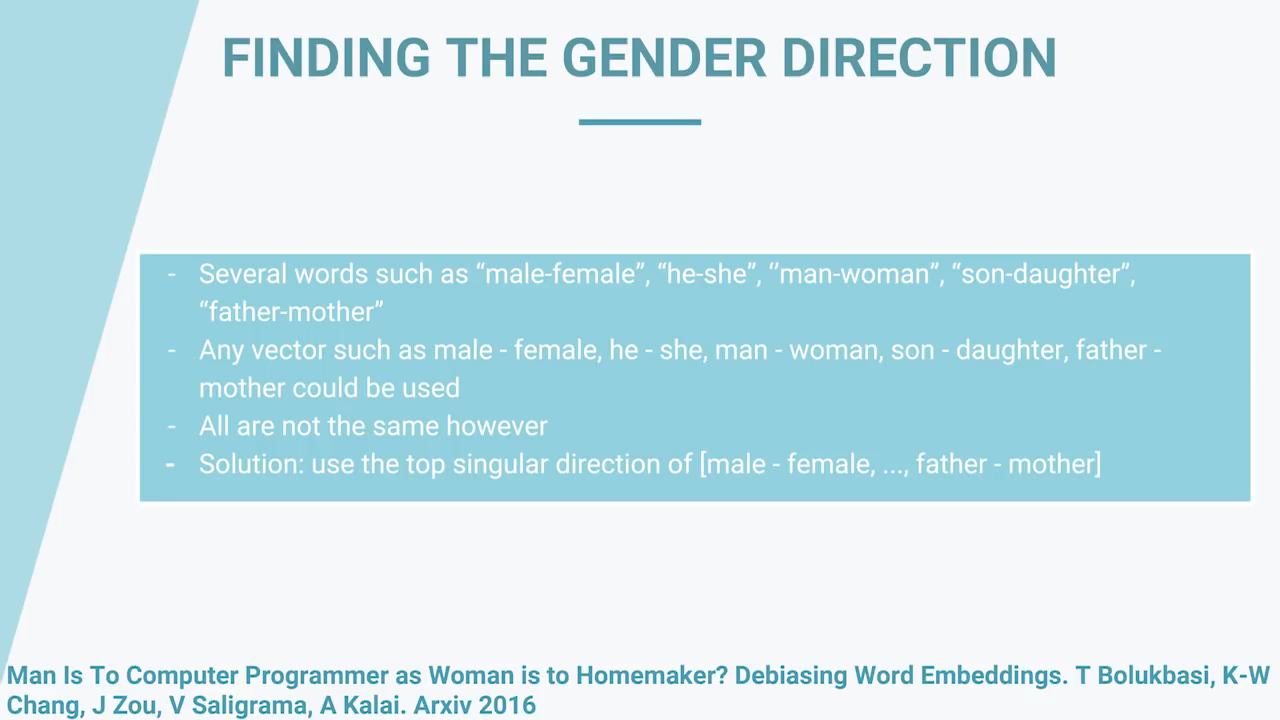 FINDING THE GENDER DIRECTION
- Several words such as “male-female”, “he-she”, ‘’man-woman”, “son-daughter”,
“father-mother”
- Any vector such as male - female, he - she, man - woman, son - daughter, father -
mother could be used
- All are not the same however
- Solution: use the top singular direction of [male - female, ..., father - mother]
Man Is To Computer Programmer as Woman is to Homemaker? Debiasing Word Embeddings. T Bolukbasi, K-W
Chang, J Zou, V Saligrama, A Kalai. Arxiv 2016